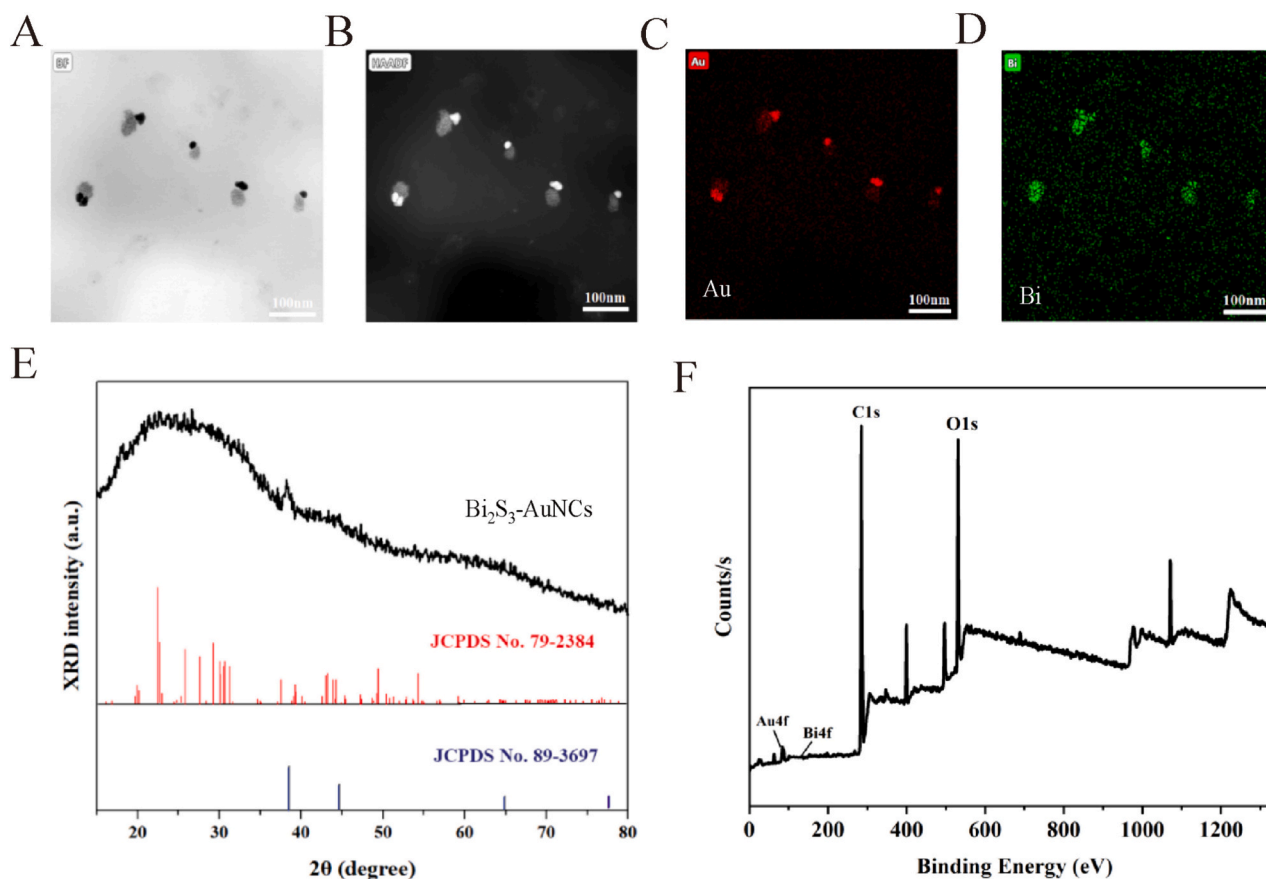 A
B
C
D
BF
HAADF
Au
Bi
100nm
100nm
Au
100nm
Bi
100nm
E
F
XRD intensity (a.u.)
Bi₂S₃-AuNCs
JCPDS No. 79-2384
JCPDS No. 89-3697
20 30 40 50 60 70 80
2θ (degree)
Counts/s
C1s
O1s
Au4f
Bi4f
0 200 400 600 800 1000 1200
Binding Energy (eV)